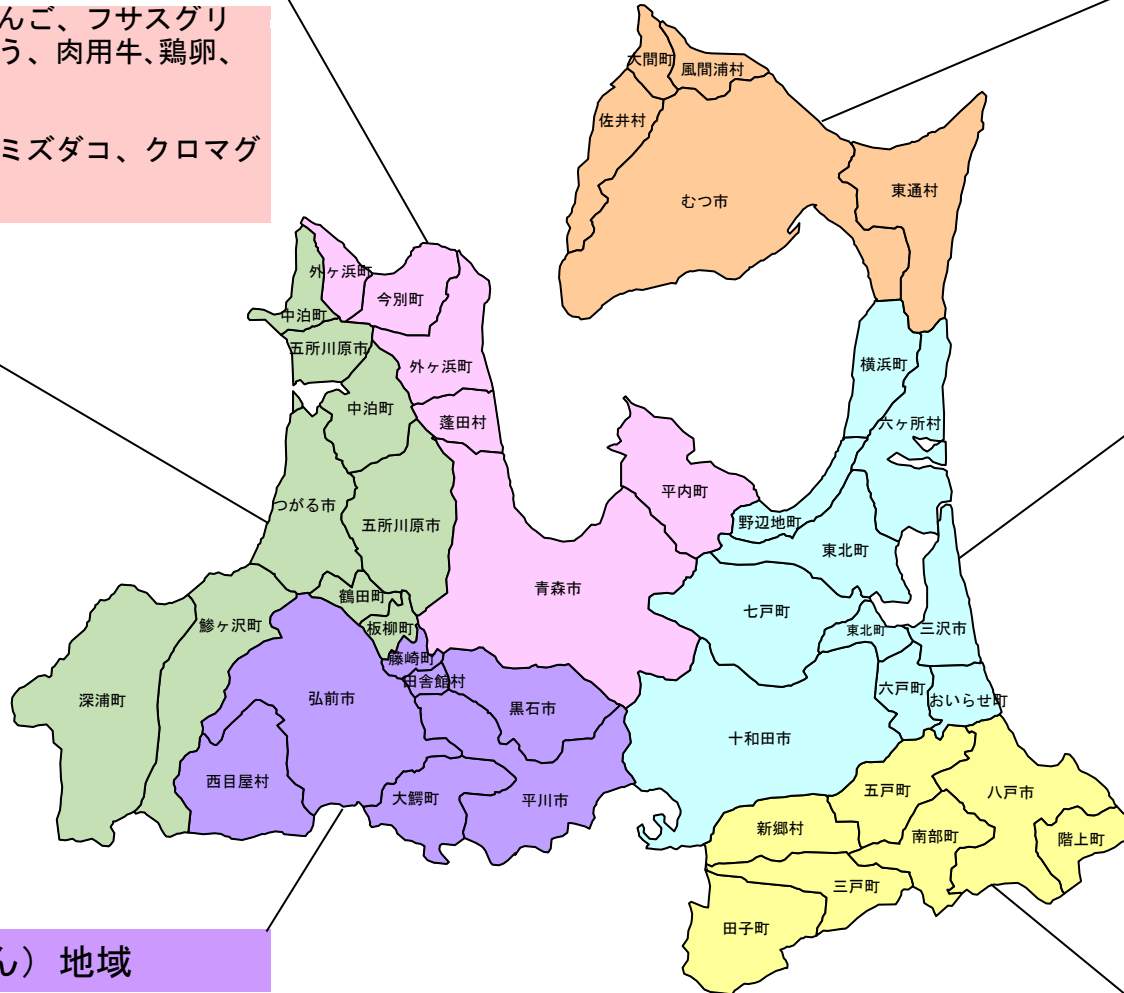 んご、フサスグリ
う、肉用牛、鶏卵、
ミズダコ、クロマグ
大間町
風間浦村
佐井村
むつ市
東通村
外ヶ浜町
今別町
中泊町
五所川原市
外ヶ浜町
横浜町
中泊町
蓬田村
六ヶ所村
平内町
つがる市
五所川原市
野辺地町
東北町
青森市
鶴田町
七戸町
鰺ヶ沢町
板柳町
東北町
三沢市
藤崎町
田舎館村
深浦町
弘前市
黒石市
六戸町
おいらせ町
十和田市
西目屋村
大鰐町
平川市
五戸町
八戸市
新郷村
南部町
階上町
三戸町
田子町
ん）地域